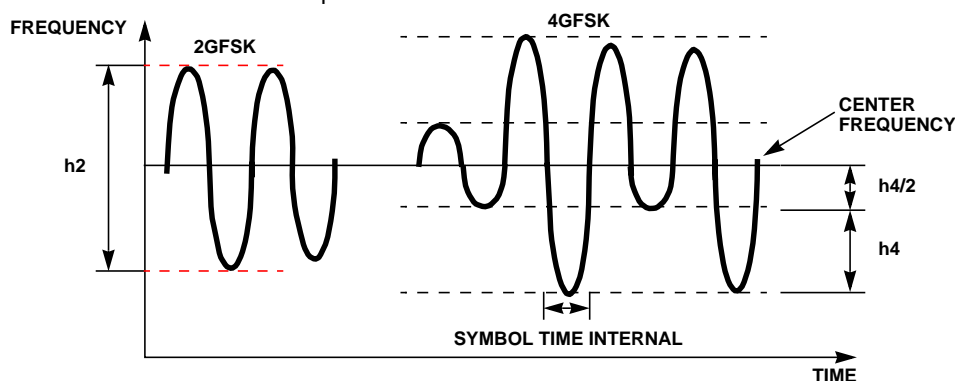 FREQUENCY
2GFSK
4GFSK
CENTER
FREQUENCY
h2
h4/2
h4
SYMBOL TIME INTERNAL
TIME